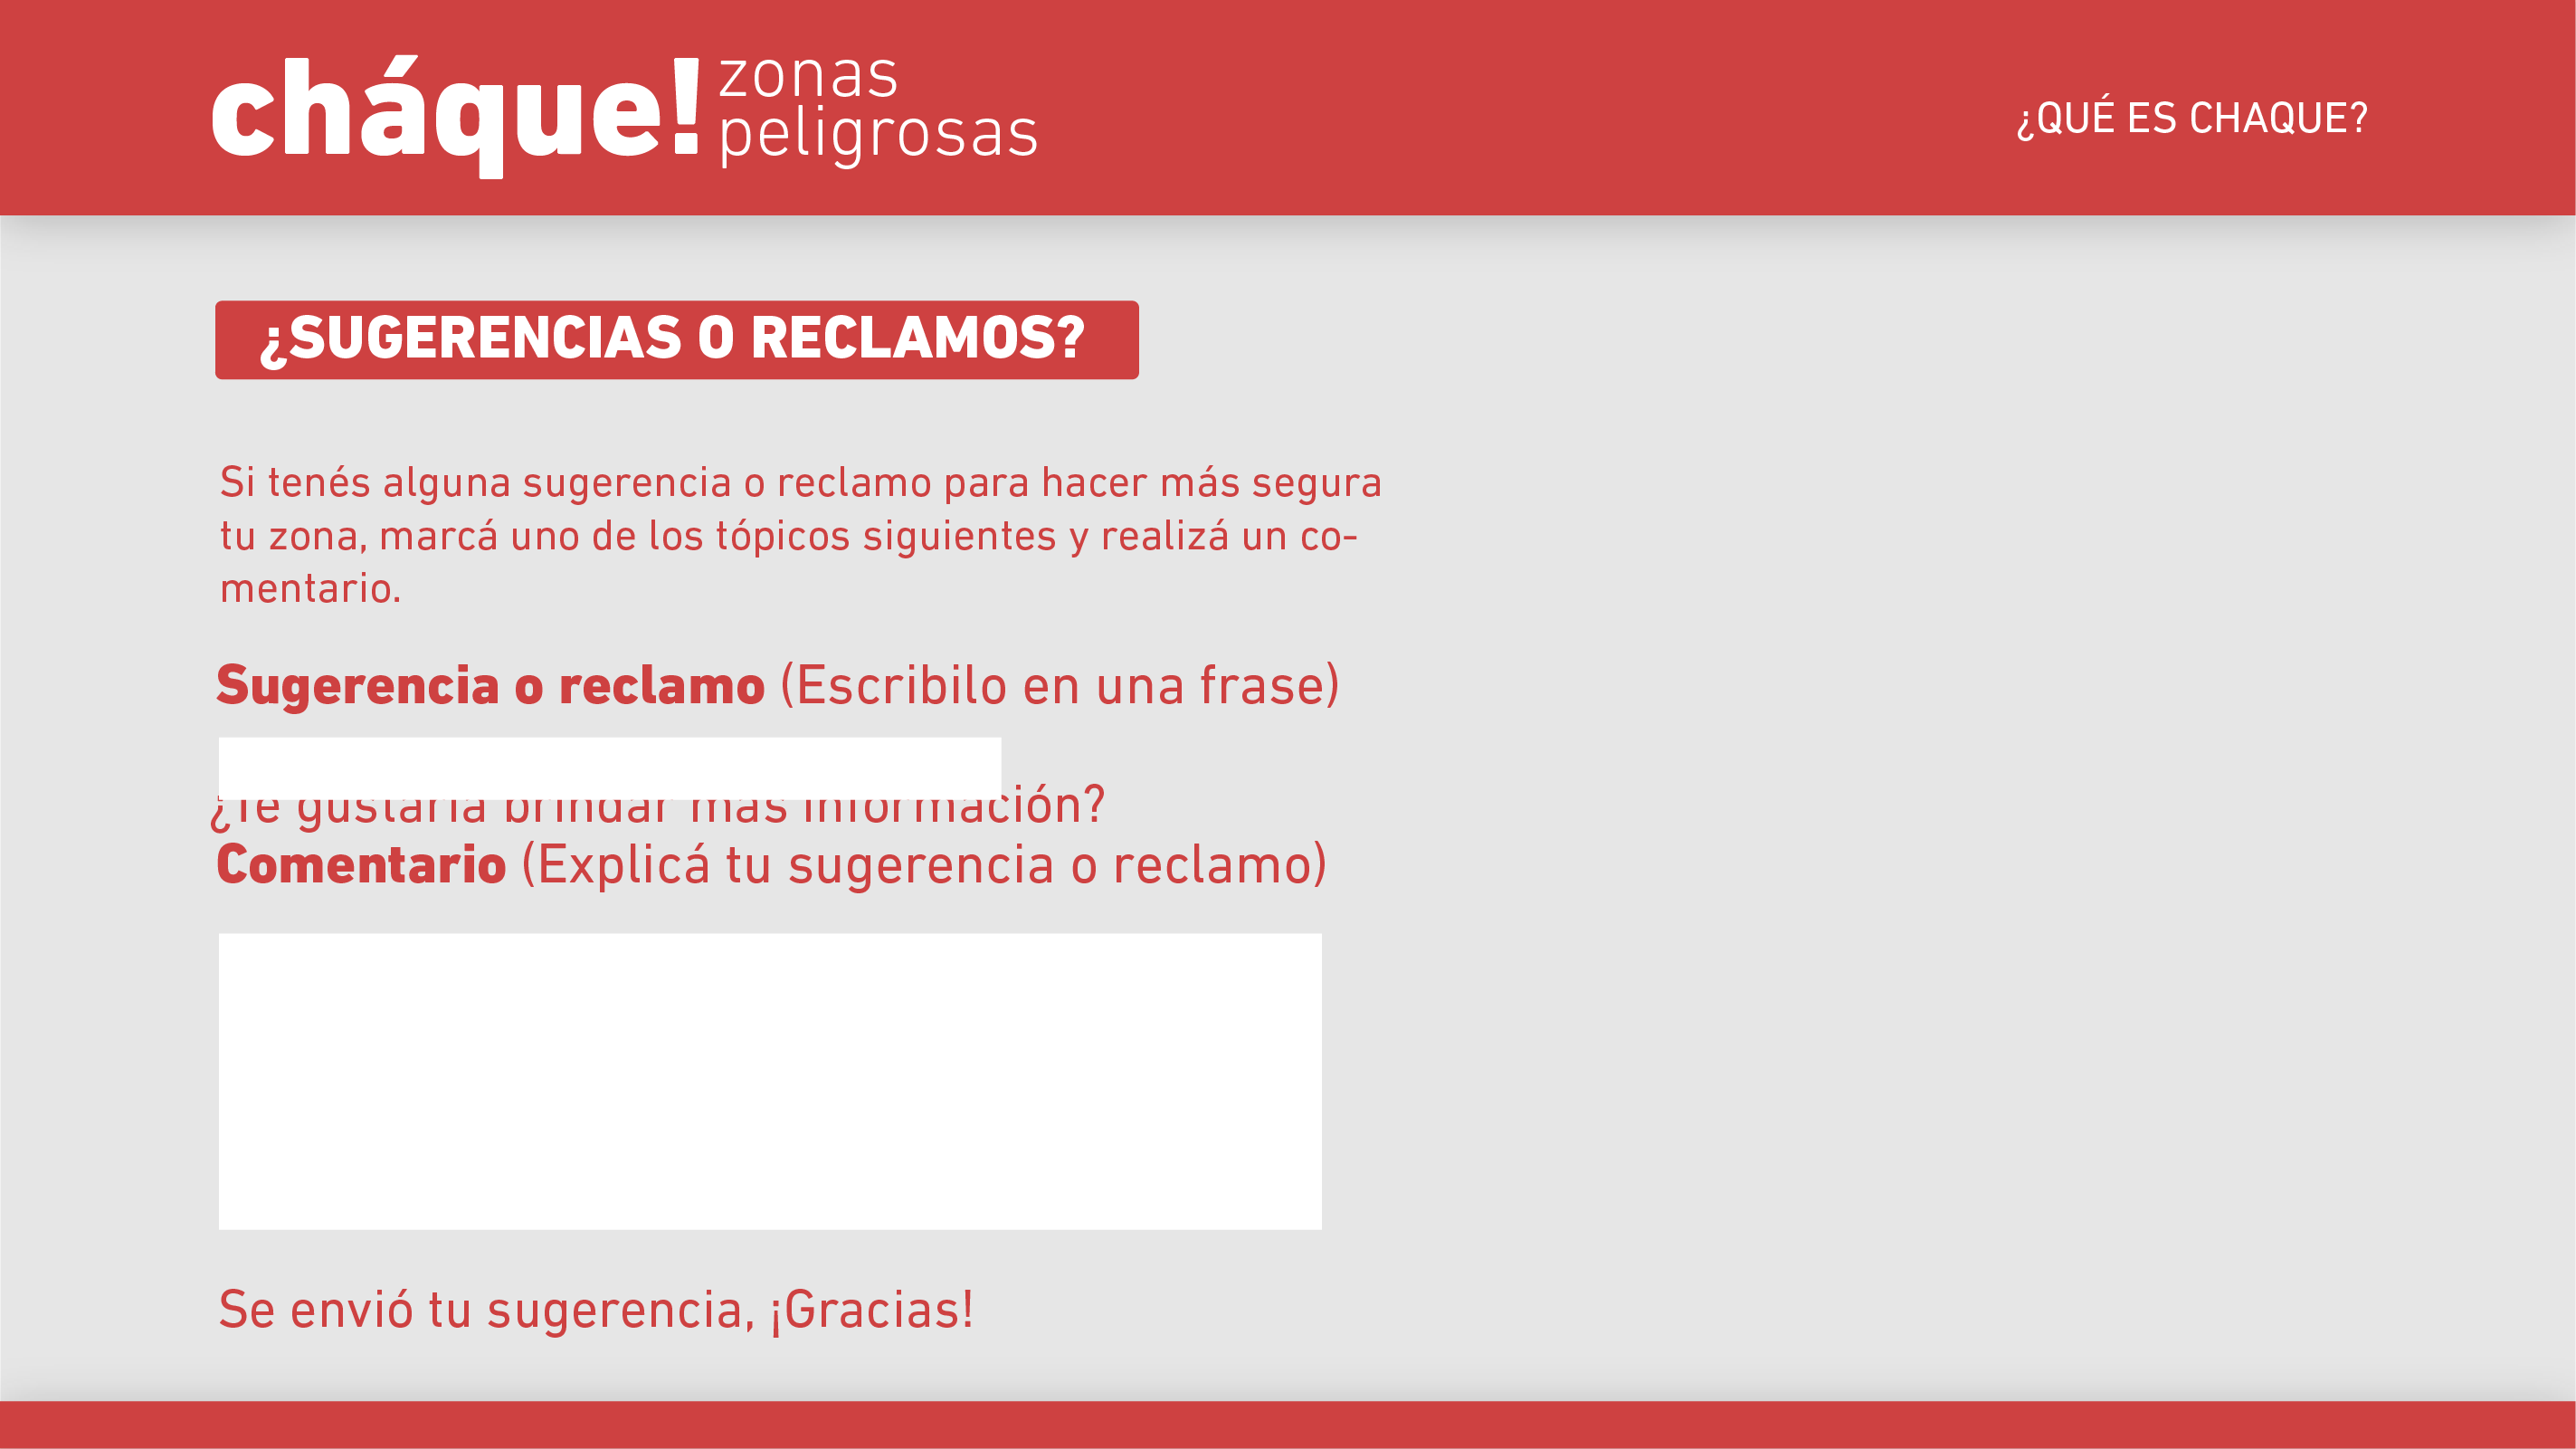 cháque! zonas
peligrosas
¿QUÉ ES CHAQUE?
¿SUGERENCIAS O RECLAMOS?
Si tenés alguna sugerencia o reclamo para hacer más segura
tu zona, marcá uno de los tópicos siguientes y realizá un co-
mentario.
Sugerencia o reclamo (Escribilo en una frase)
¿Te gustaría brindar más información?
Comentario (Explicá tu sugerencia o reclamo)
Se envió tu sugerencia, ¡Gracias!